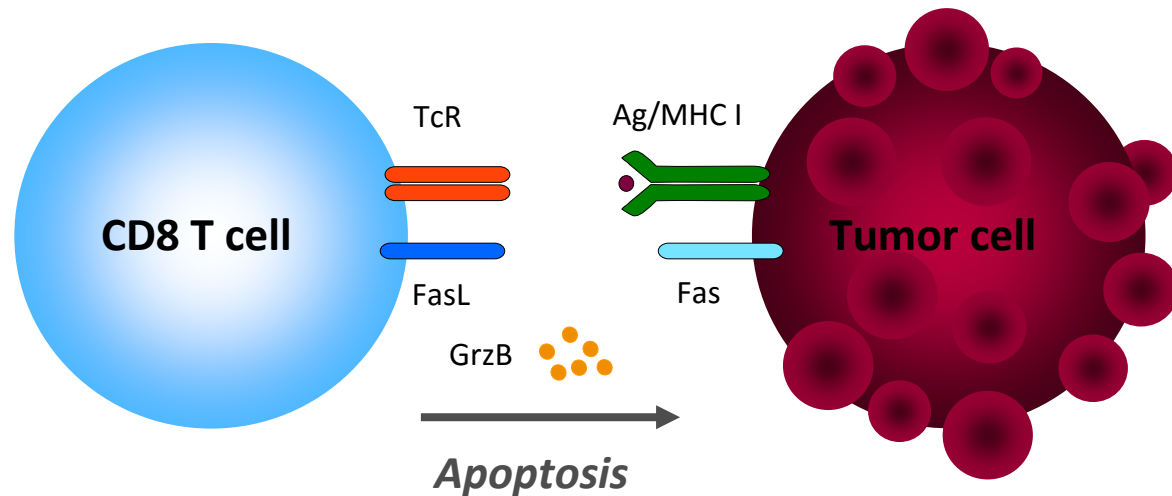 TcR
Ag/MHC I
CD8 T cell
Tumor cell
FasL
Fas
GrzB
Apoptosis